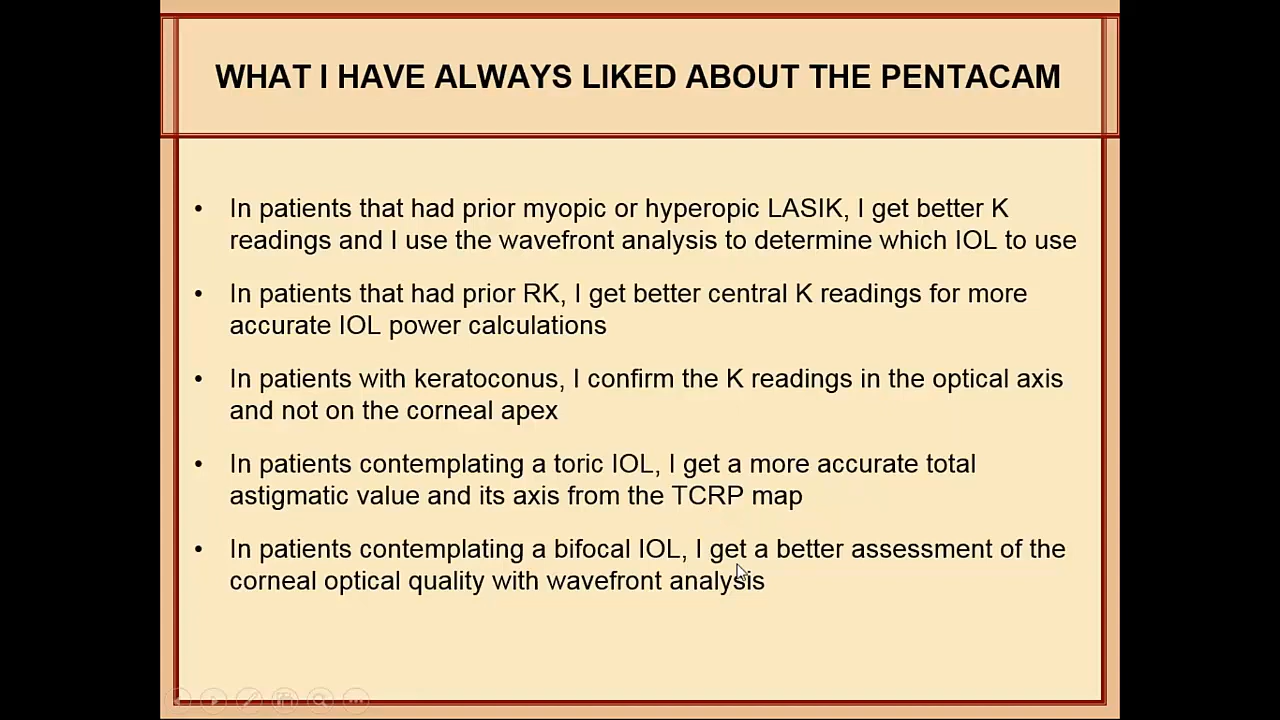 WHAT I HAVE ALWAYS LIKED ABOUT THE PENTACAM
• In patients that had prior myopic or hyperopic LASIK, I get better K
readings and I use the wavefront analysis to determine which IOL to use
• In patients that had prior RK, I get better central K readings for more
accurate IOL power calculations
• In patients with keratoconus, I confirm the K readings in the optical axis
and not on the corneal apex
• In patients contemplating a toric IOL, I get a more accurate total
astigmatic value and its axis from the TCRP map
• In patients contemplating a bifocal IOL, I get a better assessment of the
corneal optical quality with wavefront analysis